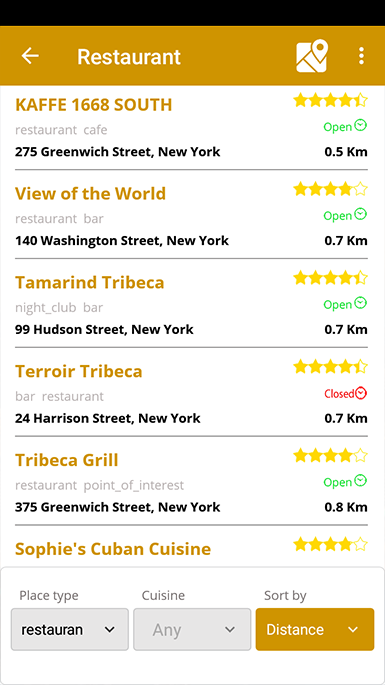 Restaurant
KAFFE 1668 SOUTH
restaurant cafe
Open
275 Greenwich Street, New York
0.5 Km
View of the World
restaurant bar
Open
140 Washington Street, New York
0.7 Km
Tamarind Tribeca
night_club bar
Open
99 Hudson Street, New York
0.7 Km
Terroir Tribeca
bar restaurant
Closed
24 Harrison Street, New York
0.7 Km
Tribeca Grill
restaurant point_of_interest
Open
375 Greenwich Street, New York
0.8 Km
Sophie's Cuban Cuisine
Place type
Cuisine
Sort by
restauran
Any
Distance